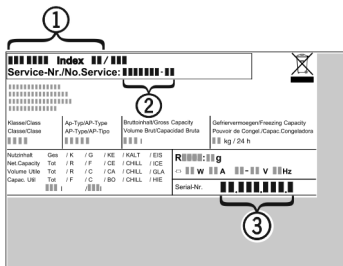 1
Index /
Service-Nr./No.Service: -
2
Klasse/Class
Classe/Clase
Ap-Typ/AP-Type
AP-Type/AP-Tipo
Bruttoinhalt/Gross Capacity
Volume Brut/Capacidad Bruta
l
Gefriervermoegen/Freezing Capacity
Pouvoir de Congel./Capac.Congeladora
kg / 24 h
Nutzinhalt Ges / K / G / KE / KALT / EIS
Net.Capacity Tot / R / F / CE / CHILL / ICE
Volume Utile Tot / R / C / CA / CHILL / GLA
Capac. Util Tot / F / C / BO / CHILL / HIE
l / l
R : g
W A - V Hz
Serial-Nr. . . .
3